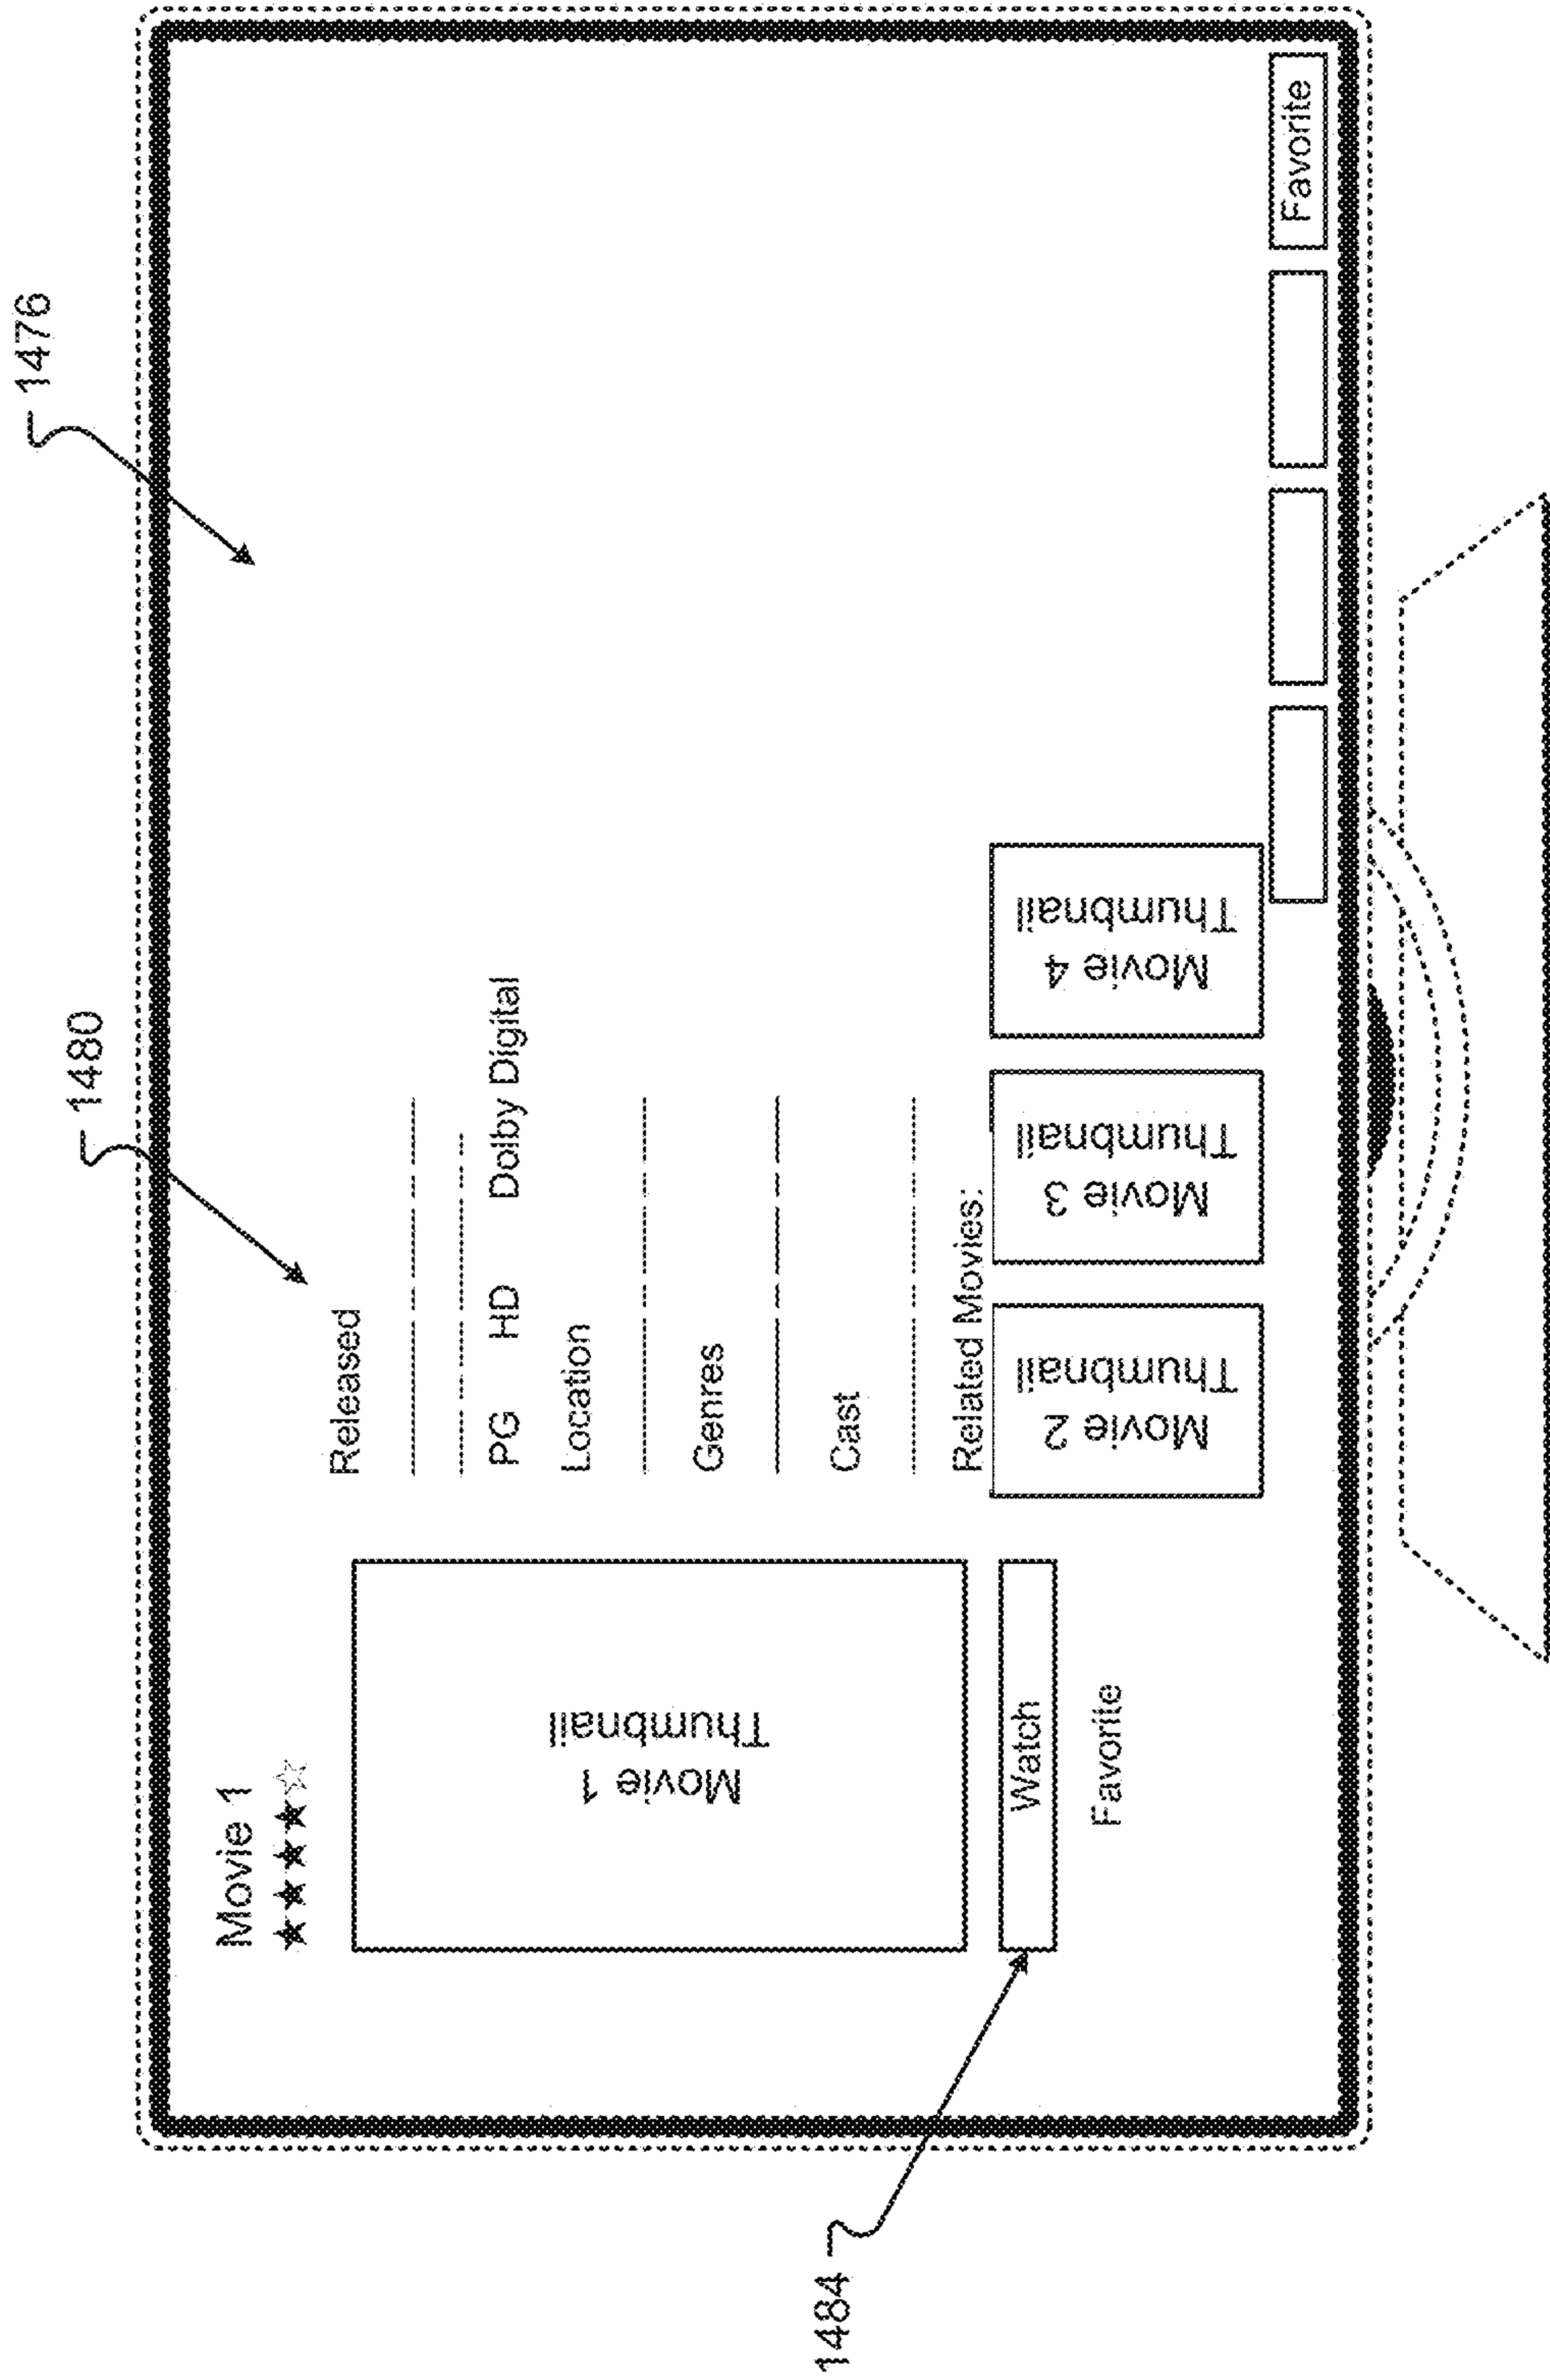 1476
1480
1484
Movie 1
★★★★☆
Movie 1
Thumbnail
Watch
Favorite
Released
PG HD Dolby Digital
Location
Genres
Cast
Related Movies:
Movie 2
Thumbnail
Movie 3
Thumbnail
Movie 4
Thumbnail
Favorite